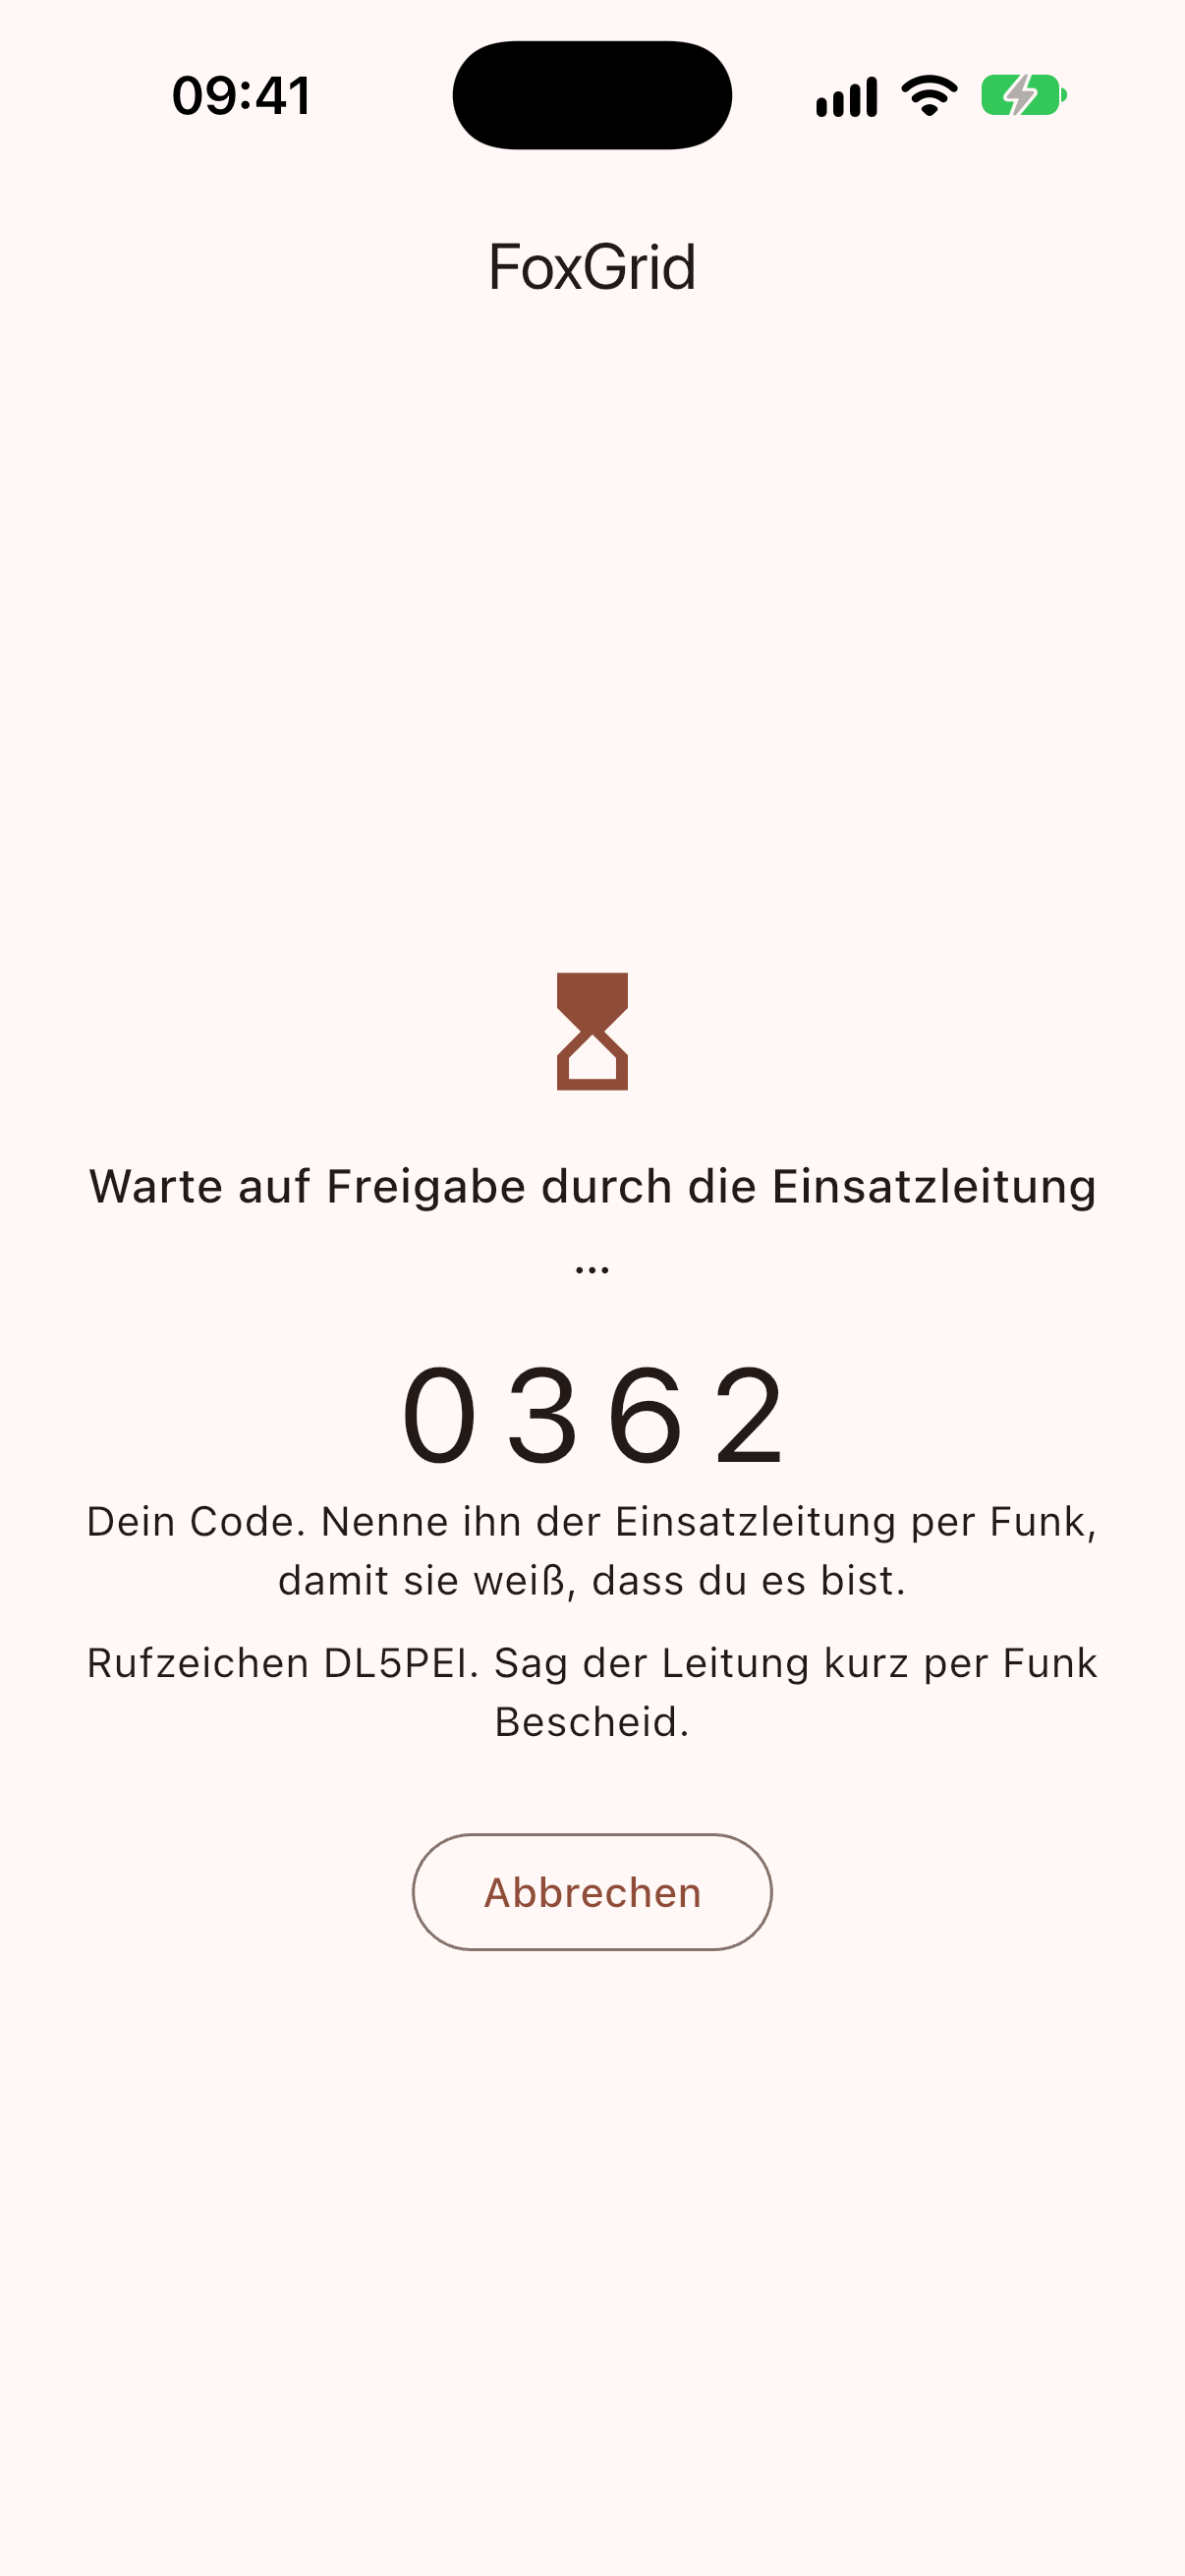 09:41
FoxGrid
Warte auf Freigabe durch die Einsatzleitung
…
0362
Dein Code. Nenne ihn der Einsatzleitung per Funk,
damit sie weiß, dass du es bist.
Rufzeichen DL5PEI. Sag der Leitung kurz per Funk
Bescheid.
Abbrechen